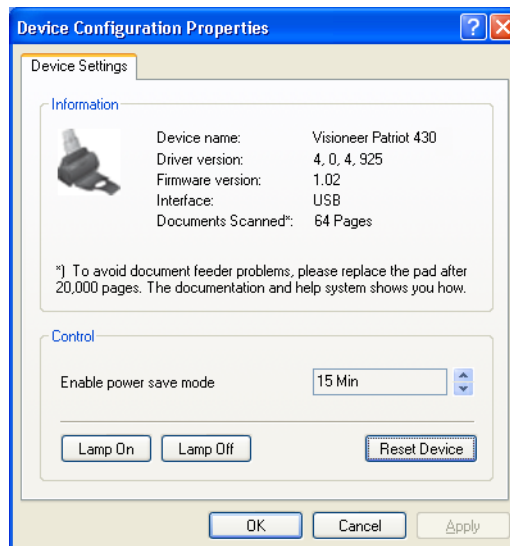 Device Configuration Properties
Device Settings
Information
Device name: Visioneer Patriot 430
Driver version: 4, 0, 4, 925
Firmware version: 1.02
Interface: USB
Documents Scanned*: 64 Pages
*) To avoid document feeder problems, please replace the pad after
20,000 pages. The documentation and help system shows you how.
Control
Enable power save mode 15 Min
Lamp On Lamp Off Reset Device
OK Cancel Apply